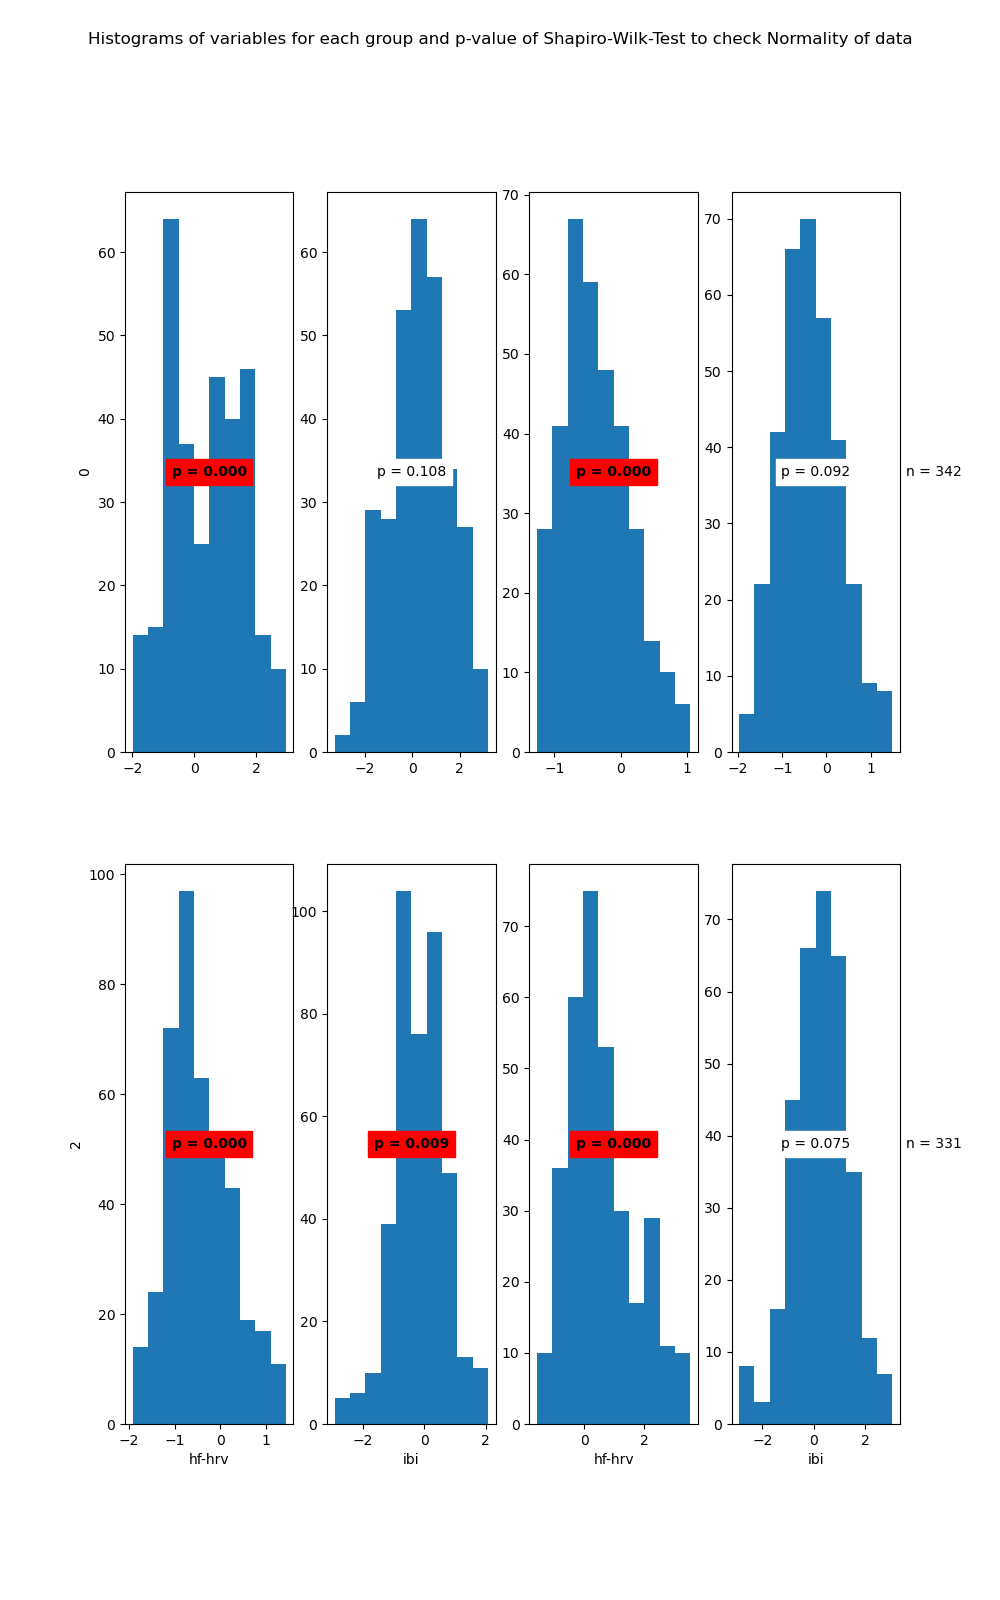 Histograms of variables for each group and p-value of Shapiro-Wilk-Test to check Normality of data
0
60
50
40
30
20
10
0
p = 0.000
−2 0 2
60
50
40
30
20
10
0
p = 0.108
−2 0 2
70
60
50
40
30
20
10
0
p = 0.000
−1 0 1
70
60
50
40
30
20
10
0
p = 0.092
−2 −1 0 1
n = 342
2
100
80
60
40
20
0
p = 0.000
−2 −1 0 1
hf-hrv
100
80
60
40
20
0
p = 0.009
−2 0 2
ibi
70
60
50
40
30
20
10
0
p = 0.000
0 2
hf-hrv
70
60
50
40
30
20
10
0
p = 0.075
−2 0 2
ibi
n = 331